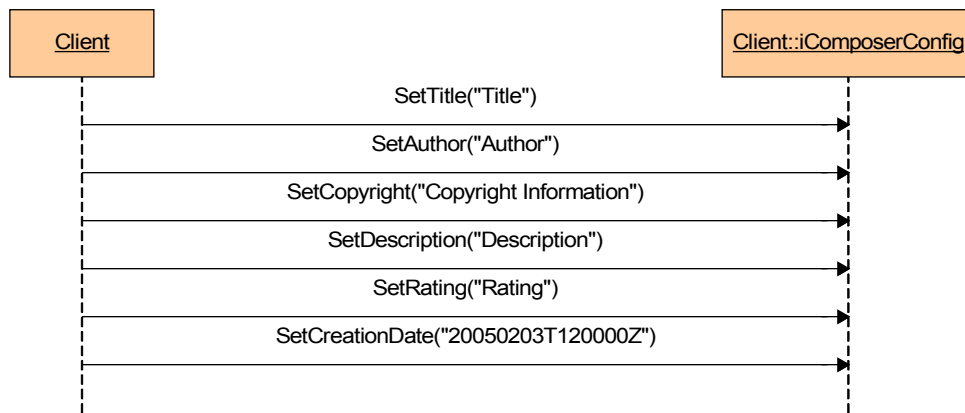 Client
Client::iComposerConfig
SetTitle("Title")
SetAuthor("Author")
SetCopyright("Copyright Information")
SetDescription("Description")
SetRating("Rating")
SetCreationDate("20050203T120000Z")